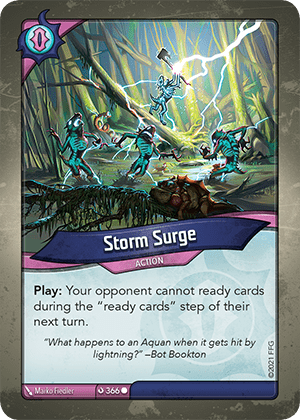 Storm Surge
ACTION
Play: Your opponent cannot ready cards
during the “ready cards” step of their
next turn.
“What happens to an Aquan when it gets hit by
lightning?” –Bot Bookton
©2021 FFG
Marko Fiedler
366